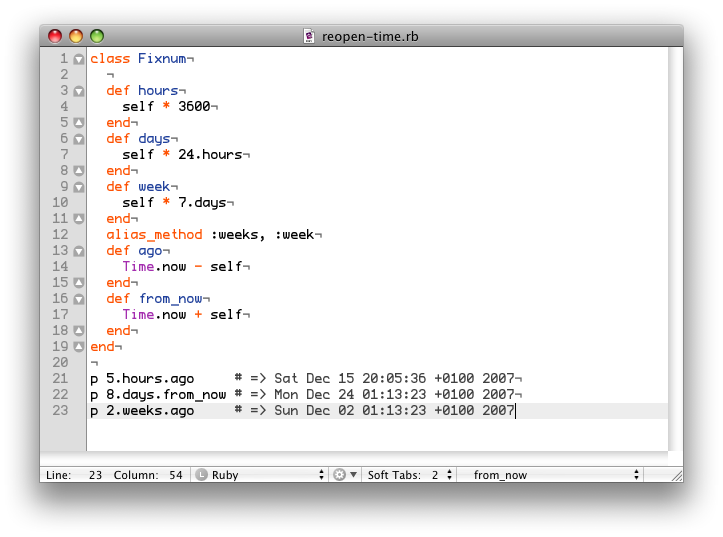 reopen-time.rb
1 class Fixnum¬
2   ¬
3   def hours¬
4     self * 3600¬
5   end¬
6   def days¬
7     self * 24.hours¬
8   end¬
9   def week¬
10     self * 7.days¬
11   end¬
12   alias_method :weeks, :week¬
13   def ago¬
14     Time.now - self¬
15   end¬
16   def from_now¬
17     Time.now + self¬
18   end¬
19 end¬
20 ¬
21 p 5.hours.ago     # => Sat Dec 15 20:05:36 +0100 2007¬
22 p 8.days.from_now # => Mon Dec 24 01:13:23 +0100 2007¬
23 p 2.weeks.ago     # => Sun Dec 02 01:13:23 +0100 2007
Line: 23 Column: 54 L Ruby Soft Tabs: 2 from_now